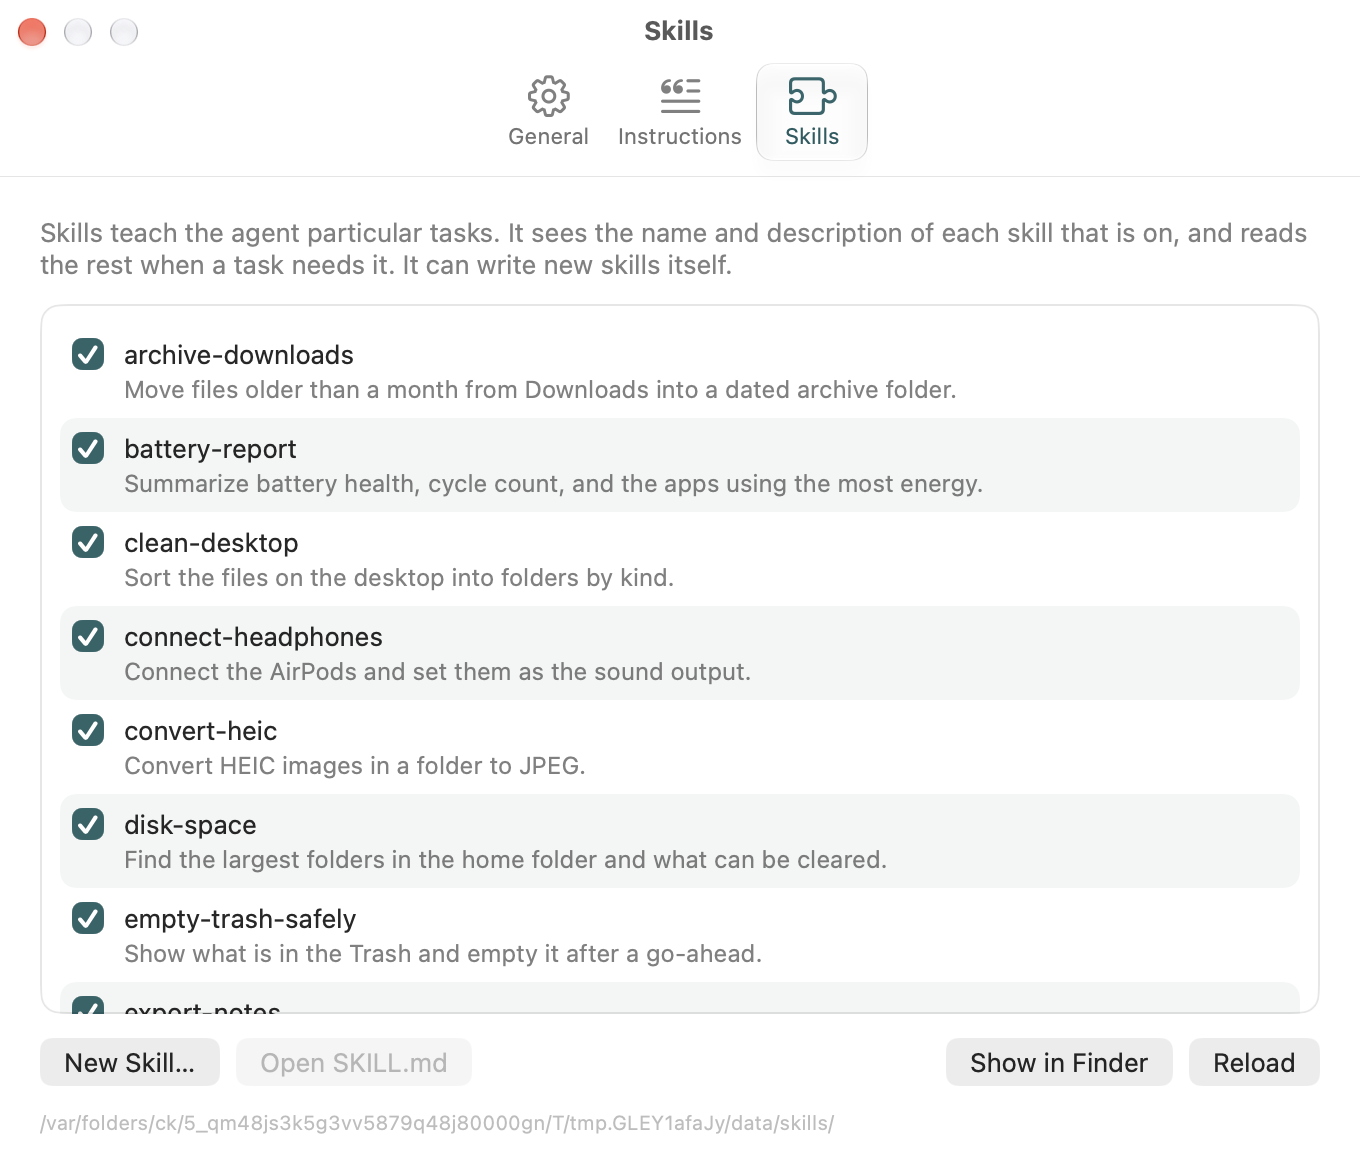 Skills
General
Instructions
Skills
Skills teach the agent particular tasks. It sees the name and description of each skill that is on, and reads
the rest when a task needs it. It can write new skills itself.
archive-downloads
Move files older than a month from Downloads into a dated archive folder.
battery-report
Summarize battery health, cycle count, and the apps using the most energy.
clean-desktop
Sort the files on the desktop into folders by kind.
connect-headphones
Connect the AirPods and set them as the sound output.
convert-heic
Convert HEIC images in a folder to JPEG.
disk-space
Find the largest folders in the home folder and what can be cleared.
empty-trash-safely
Show what is in the Trash and empty it after a go-ahead.
export-notes
New Skill...
Open SKILL.md
Show in Finder
Reload
/var/folders/ck/5_qm48js3k5g3vv5879q48j80000gn/T/tmp.GLEY1afaJy/data/skills/